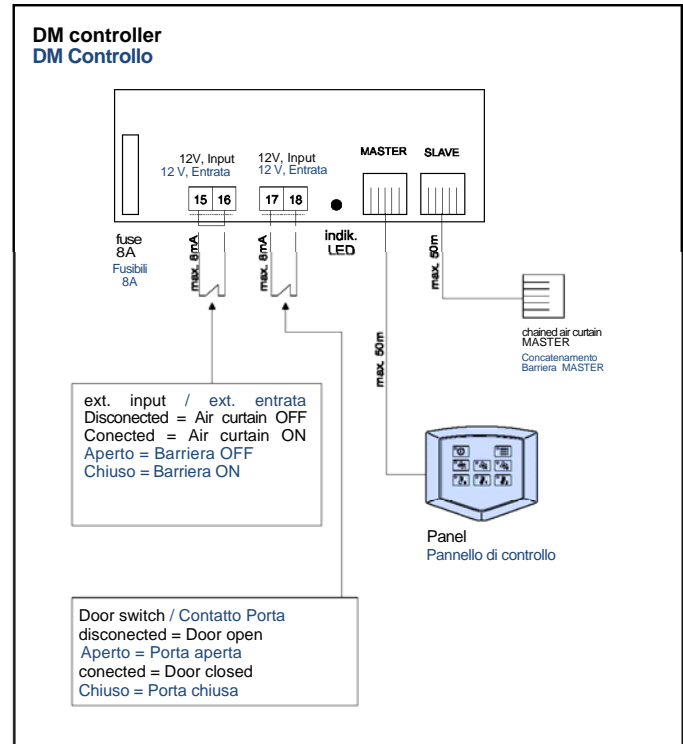 DM controller
DM Controllo
MASTER SLAVE
12V, Input 12V, Input
12 V, Entrata 12 V, Entrata
15 16 17 18
fuse
8A
Fusibili
8A
max. 8mA
max. 8mA
indik.
LED
max. 50m
max. 50m
chained air curtain
MASTER
Concatenamento
Barriera MASTER
ext. input / ext. entrata
Disconected = Air curtain OFF
Conected = Air curtain ON
Aperto = Barriera OFF
Chiuso = Barriera ON
Panel
Pannello di controllo
Door switch / Contatto Porta
disconected = Door open
Aperto = Porta aperta
conected = Door closed
Chiuso = Porta chiusa